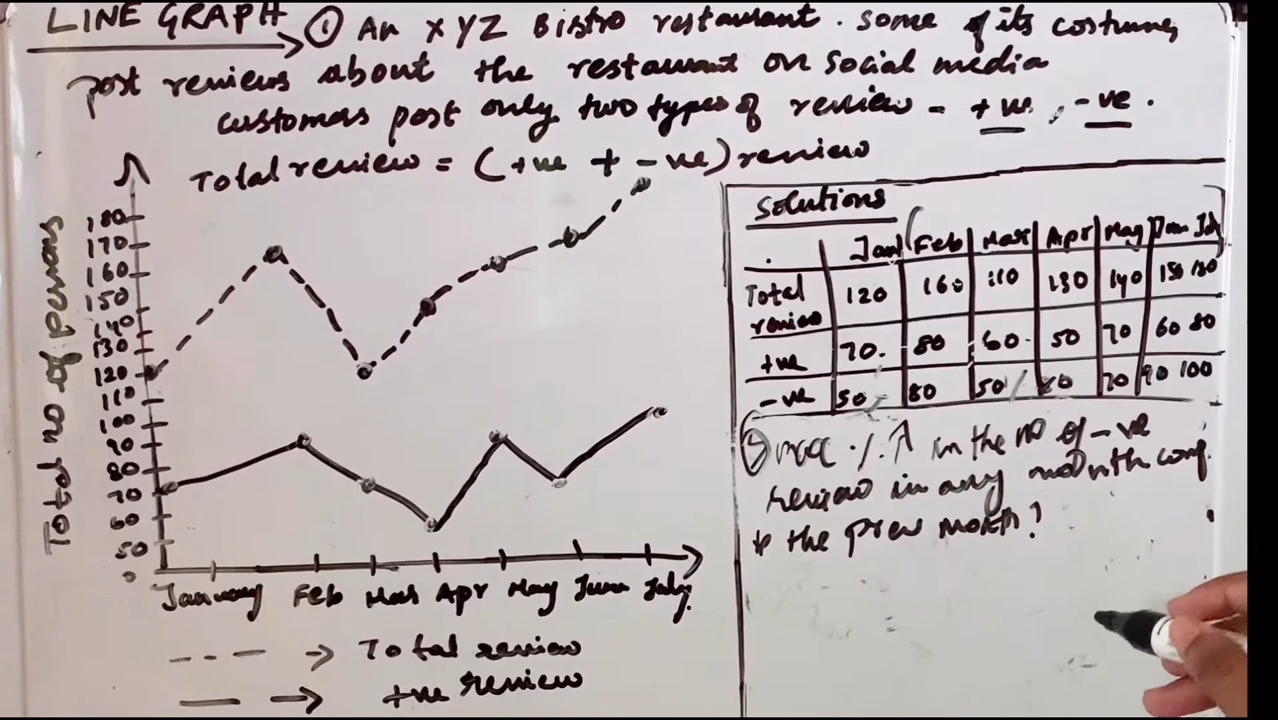 LINE GRAPH → ① An XYZ Bistro restaurant. some of its costumes
post reviews about the restaurant on social media
customers post only two types of review = +ve, -ve.
Total review = (+ve + -ve) review
Total no of persons
180
170
160
150
140
130
120
110
100
90
80
70
60
50
0
January Feb Mar Apr May June July
→ Total review
→ +ve review
Solutions
Jan Feb Mar Apr May Jun Jul
Total review 120 160 110 130 140 150 180
+ve 70 80 60 50 70 60 80
-ve 50 80 50 80 70 90 100
max % ↑ in the no of -ve
review in any month comp.
to the prev month?